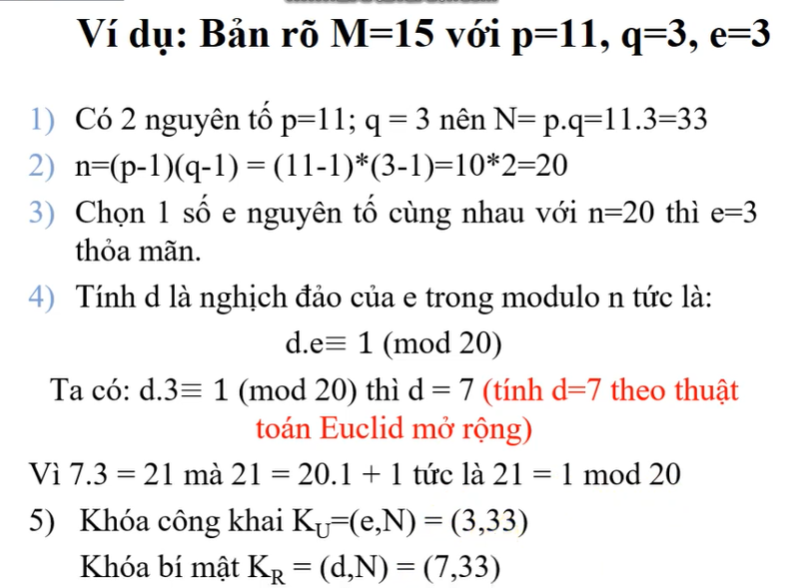 Ví dụ: Bản rõ M=15 với p=11, q=3, e=3
1) Có 2 nguyên tố p=11; q = 3 nên N= p.q=11.3=33
2) n=(p-1)(q-1) = (11-1)*(3-1)=10*2=20
3) Chọn 1 số e nguyên tố cùng nhau với n=20 thì e=3
thỏa mãn.
4) Tính d là nghịch đảo của e trong modulo n tức là:
d.e≡ 1 (mod 20)
Ta có: d.3≡ 1 (mod 20) thì d = 7 (tính d=7 theo thuật
toán Euclid mở rộng)
Vì 7.3 = 21 mà 21 = 20.1 + 1 tức là 21 = 1 mod 20
5) Khóa công khai K_U=(e,N) = (3,33)
Khóa bí mật K_R = (d,N) = (7,33)